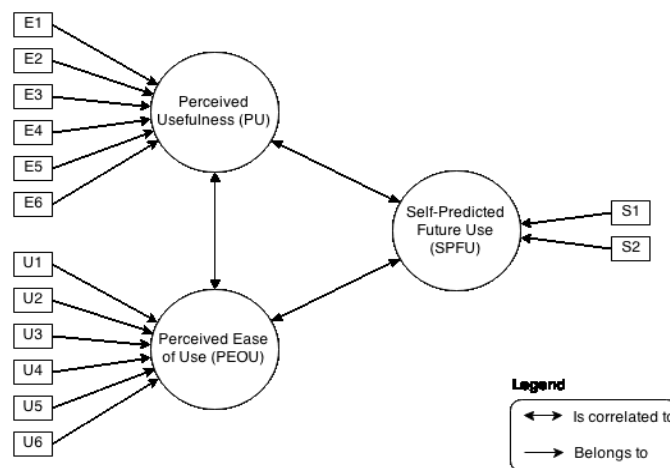 E1
E2
E3
E4
E5
E6
Perceived
Usefulness (PU)
Self-Predicted
Future Use
(SPFU)
S1
S2
U1
U2
U3
U4
U5
U6
Perceived Ease
of Use (PEOU)
Legend
Is correlated to
Belongs to